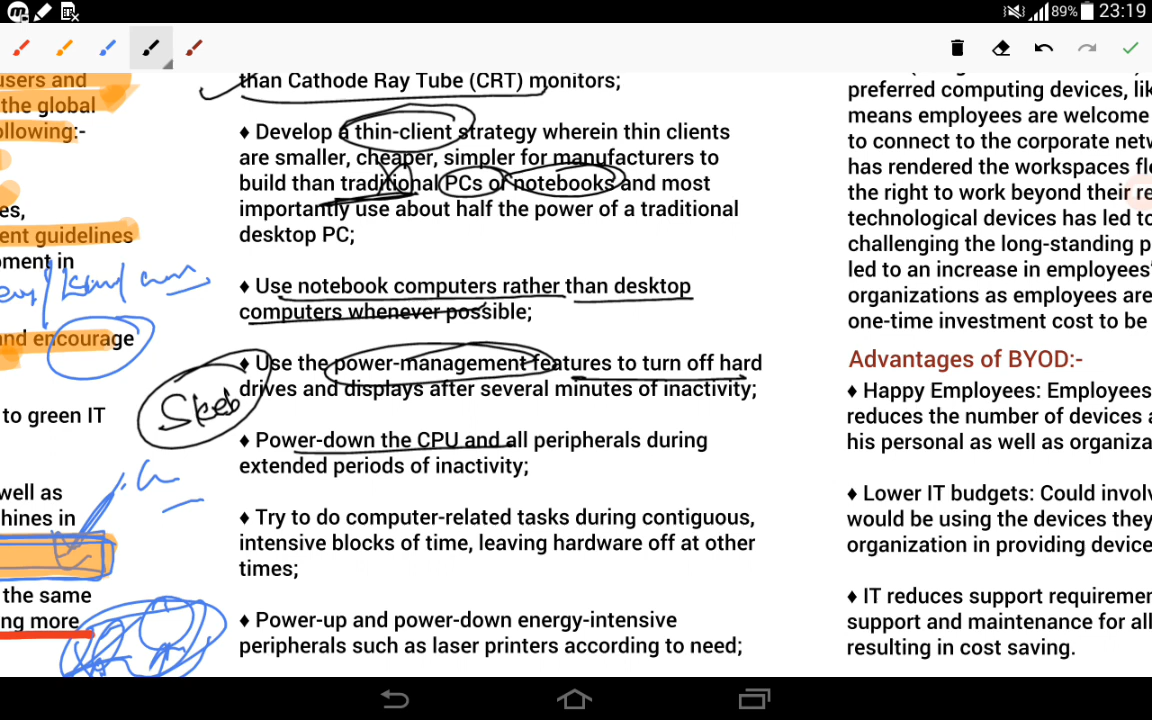 89% 23:19
users and
the global
ollowing:-
es,
ent guidelines
pment in
and encourage
to green IT
well as
hines in
the same
ng more
than Cathode Ray Tube (CRT) monitors;
♦ Develop a thin-client strategy wherein thin clients
are smaller, cheaper, simpler for manufacturers to
build than traditional PCs or notebooks and most
importantly use about half the power of a traditional
desktop PC;
♦ Use notebook computers rather than desktop
computers whenever possible;
♦ Use the power-management features to turn off hard
drives and displays after several minutes of inactivity;
♦ Power-down the CPU and all peripherals during
extended periods of inactivity;
♦ Try to do computer-related tasks during contiguous,
intensive blocks of time, leaving hardware off at other
times;
♦ Power-up and power-down energy-intensive
peripherals such as laser printers according to need;
preferred computing devices, lik
means employees are welcome
to connect to the corporate netw
has rendered the workspaces fle
the right to work beyond their re
technological devices has led to
challenging the long-standing p
led to an increase in employees'
organizations as employees are
one-time investment cost to be
Advantages of BYOD:-
♦ Happy Employees: Employees
reduces the number of devices a
his personal as well as organiza
♦ Lower IT budgets: Could involv
would be using the devices they
organization in providing device
♦ IT reduces support requiremer
support and maintenance for all
resulting in cost saving.